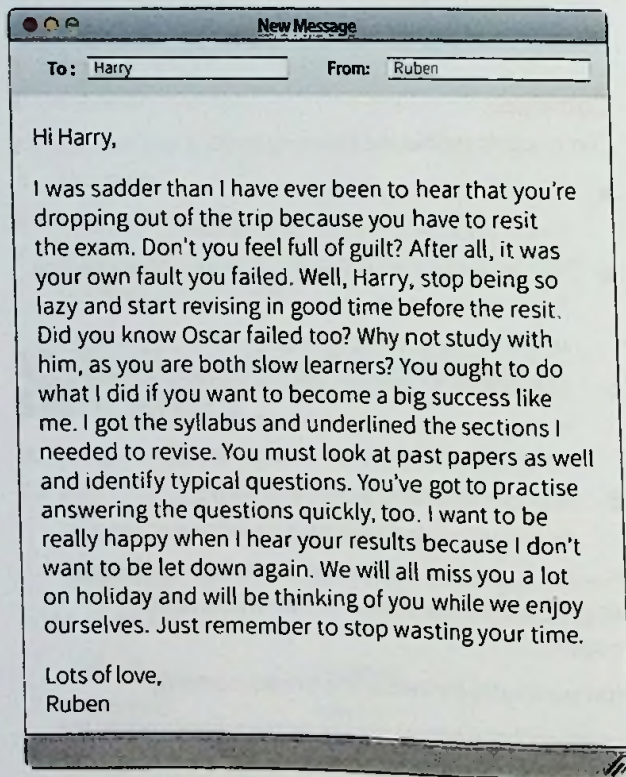 New Message
To: Harry From: Ruben
Hi Harry,
I was sadder than I have ever been to hear that you're
dropping out of the trip because you have to resit
the exam. Don't you feel full of guilt? After all, it was
your own fault you failed. Well, Harry, stop being so
lazy and start revising in good time before the resit.
Did you know Oscar failed too? Why not study with
him, as you are both slow learners? You ought to do
what I did if you want to become a big success like
me. I got the syllabus and underlined the sections I
needed to revise. You must look at past papers as well
and identify typical questions. You've got to practise
answering the questions quickly, too. I want to be
really happy when I hear your results because I don't
want to be let down again. We will all miss you a lot
on holiday and will be thinking of you while we enjoy
ourselves. Just remember to stop wasting your time.
Lots of love,
Ruben